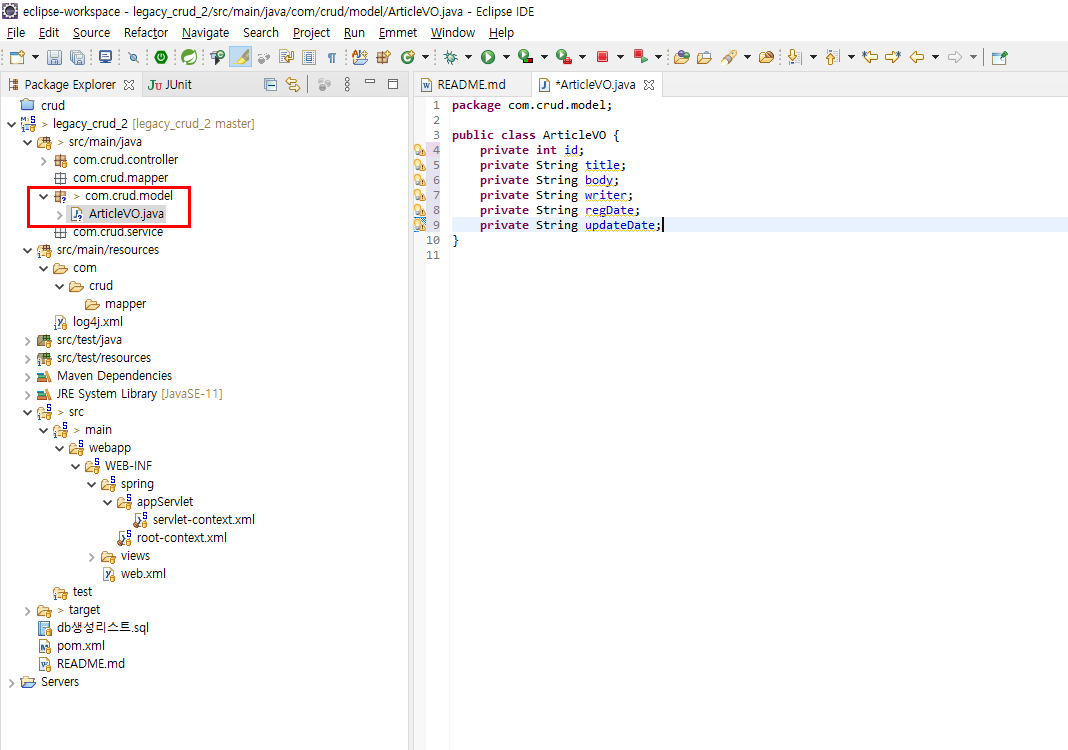 eclipse-workspace - legacy_crud_2/src/main/java/com/crud/model/ArticleVO.java - Eclipse IDE
File Edit Source Refactor Navigate Search Project Run Emmet Window Help
Package Explorer
JUnit
crud
> legacy_crud_2 [legacy_crud_2 master]
> src/main/java
com.crud.controller
com.crud.mapper
> com.crud.model
ArticleVO.java
com.crud.service
src/main/resources
com
crud
mapper
log4j.xml
src/test/java
src/test/resources
Maven Dependencies
JRE System Library [JavaSE-11]
> src
> main
webapp
WEB-INF
spring
appServlet
servlet-context.xml
root-context.xml
views
web.xml
test
> target
db생성리스트.sql
pom.xml
README.md
Servers
README.md
*ArticleVO.java
1 package com.crud.model;
2
3 public class ArticleVO {
4 private int id;
5 private String title;
6 private String body;
7 private String writer;
8 private String regDate;
9 private String updateDate;
10 }
11